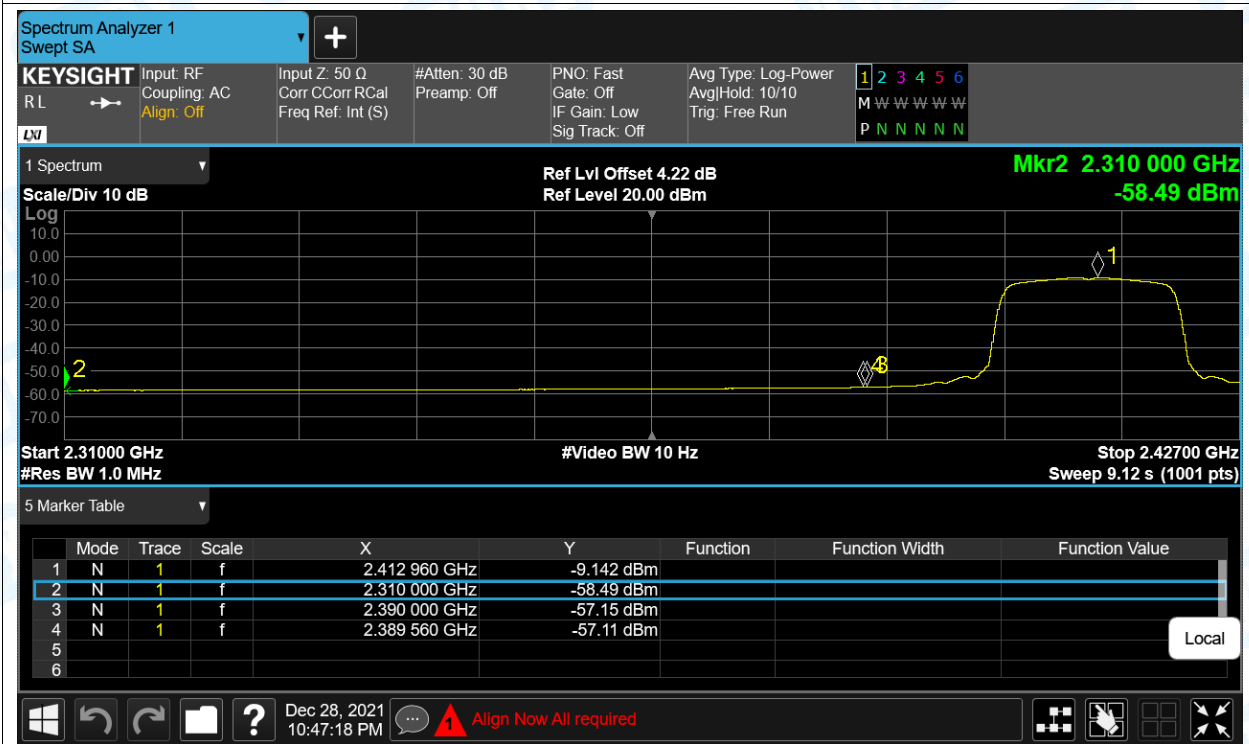 Spectrum Analyzer 1
Swept SA
KEYSIGHT
R L
LXI
Input: RF
Coupling: AC
Align: Off
Input Z: 50 Ω
Corr CCorr RCal
Freq Ref: Int (S)
#Atten: 30 dB
Preamp: Off
PNO: Fast
Gate: Off
IF Gain: Low
Sig Track: Off
Avg Type: Log-Power
Avg|Hold: 10/10
Trig: Free Run
1 2 3 4 5 6
M W W W W W
P N N N N N
1 Spectrum
Scale/Div 10 dB
Ref Lvl Offset 4.22 dB
Ref Level 20.00 dBm
Mkr2 2.310 000 GHz
-58.49 dBm
Log
10.0
0.00
-10.0
-20.0
-30.0
-40.0
-50.0
-60.0
-70.0
1
2
43
Start 2.31000 GHz
#Video BW 10 Hz
Stop 2.42700 GHz
#Res BW 1.0 MHz
Sweep 9.12 s (1001 pts)
5 Marker Table
Mode Trace Scale X Y Function Function Width Function Value
1 N 1 f 2.412 960 GHz -9.142 dBm
2 N 1 f 2.310 000 GHz -58.49 dBm
3 N 1 f 2.390 000 GHz -57.15 dBm
4 N 1 f 2.389 560 GHz -57.11 dBm
5
6
Local
?
Dec 28, 2021
10:47:18 PM
1
Align Now All required